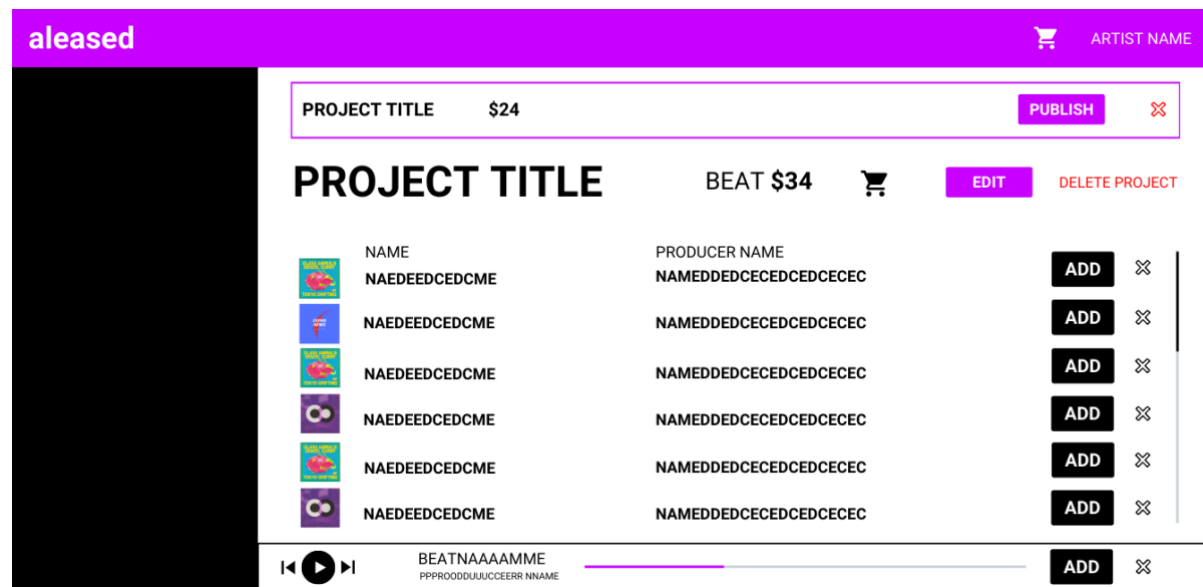 aleased
ARTIST NAME
PROJECT TITLE $24 PUBLISH
PROJECT TITLE BEAT $34 EDIT DELETE PROJECT
NAME PRODUCER NAME
NAEDEEDCEDCME NAMEDDEDCECEDCEDCECEC ADD
NAEDEEDCEDCME NAMEDDEDCECEDCEDCECEC ADD
NAEDEEDCEDCME NAMEDDEDCECEDCEDCECEC ADD
NAEDEEDCEDCME NAMEDDEDCECEDCEDCECEC ADD
NAEDEEDCEDCME NAMEDDEDCECEDCEDCECEC ADD
NAEDEEDCEDCME NAMEDDEDCECEDCEDCECEC ADD
BEATNAAAAMME
PPPROODDUUUCCEERR NNAME
ADD